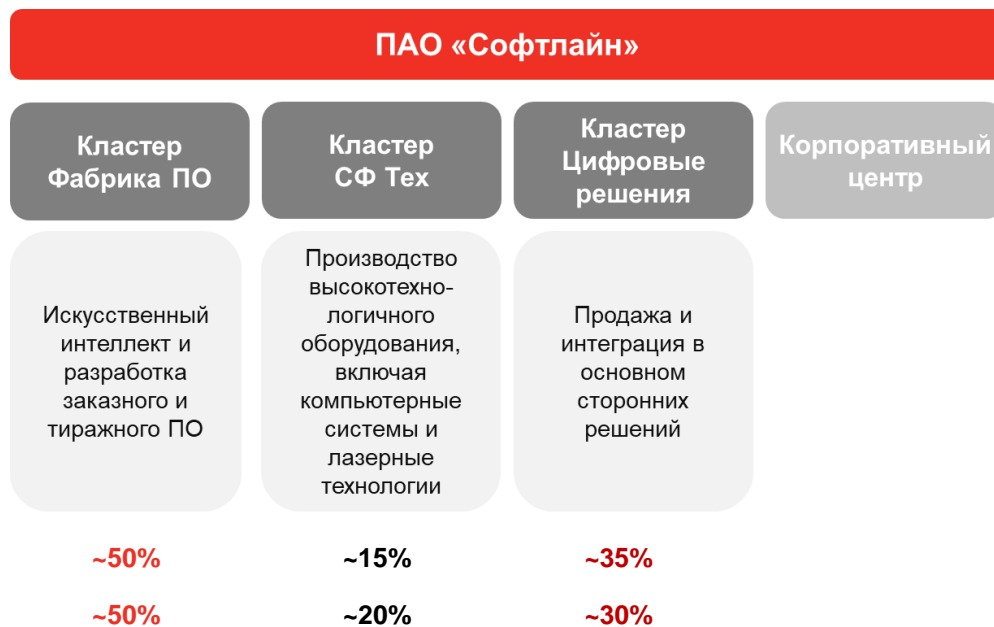 ПАО «Софтлайн»
Кластер
Фабрика ПО
Кластер
СФ Тех
Кластер
Цифровые
решения
Корпоративный
центр
Искусственный
интеллект и
разработка
заказного и
тиражного ПО
Производство
высокотехно-
логичного
оборудования,
включая
компьютерные
системы и
лазерные
технологии
Продажа и
интеграция в
основном
сторонних
решений
~50%
~15%
~35%
~50%
~20%
~30%